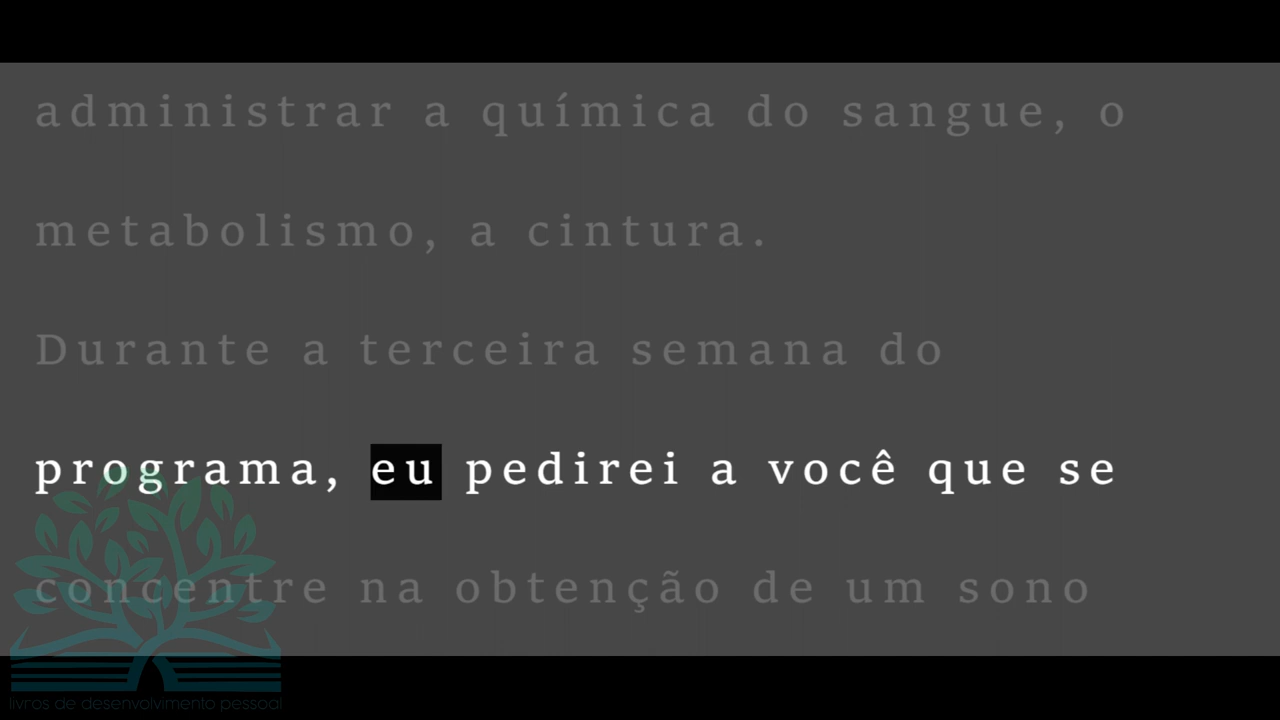 administrar a química do sangue, o
metabolismo, a cintura.
Durante a terceira semana do
programa, eu pedirei a você que se
concentre na obtenção de um sono
livros de desenvolvimento pessoal